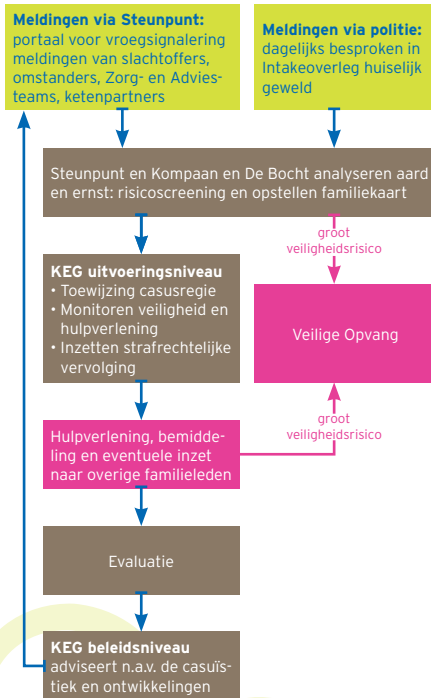 Meldingen via Steunpunt:
portaal voor vroegsignalering
meldingen van slachtoffers,
omstanders, Zorg- en Advies-
teams, ketenpartners
Meldingen via politie:
dagelijks besproken in
Intakeoverleg huiselijk
geweld
Steunpunt en Kompaan en De Bocht analyseren aard
en ernst: risicoscreening en opstellen familiekaart
groot
veiligheidsrisico
KEG uitvoeringsniveau
• Toewijzing casusregie
• Monitoren veiligheid en
hulpverlening
• Inzetten strafrechtelijke
vervolging
Veilige Opvang
groot
veiligheidsrisico
Hulpverlening, bemidde-
ling en eventuele inzet
naar overige familieleden
Evaluatie
KEG beleidsniveau
adviseert n.a.v. de casuïs-
tiek en ontwikkelingen